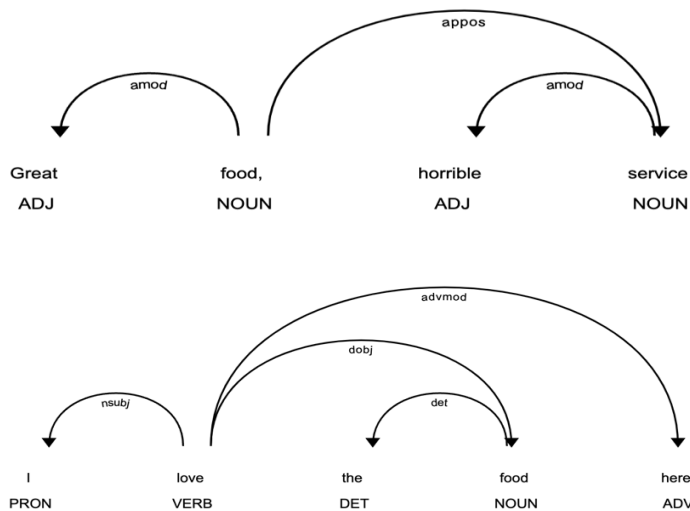 appos
amod amod
Great food, horrible service
ADJ NOUN ADJ NOUN
advmod
dobj
nsubj det
I love the food here
PRON VERB DET NOUN ADV